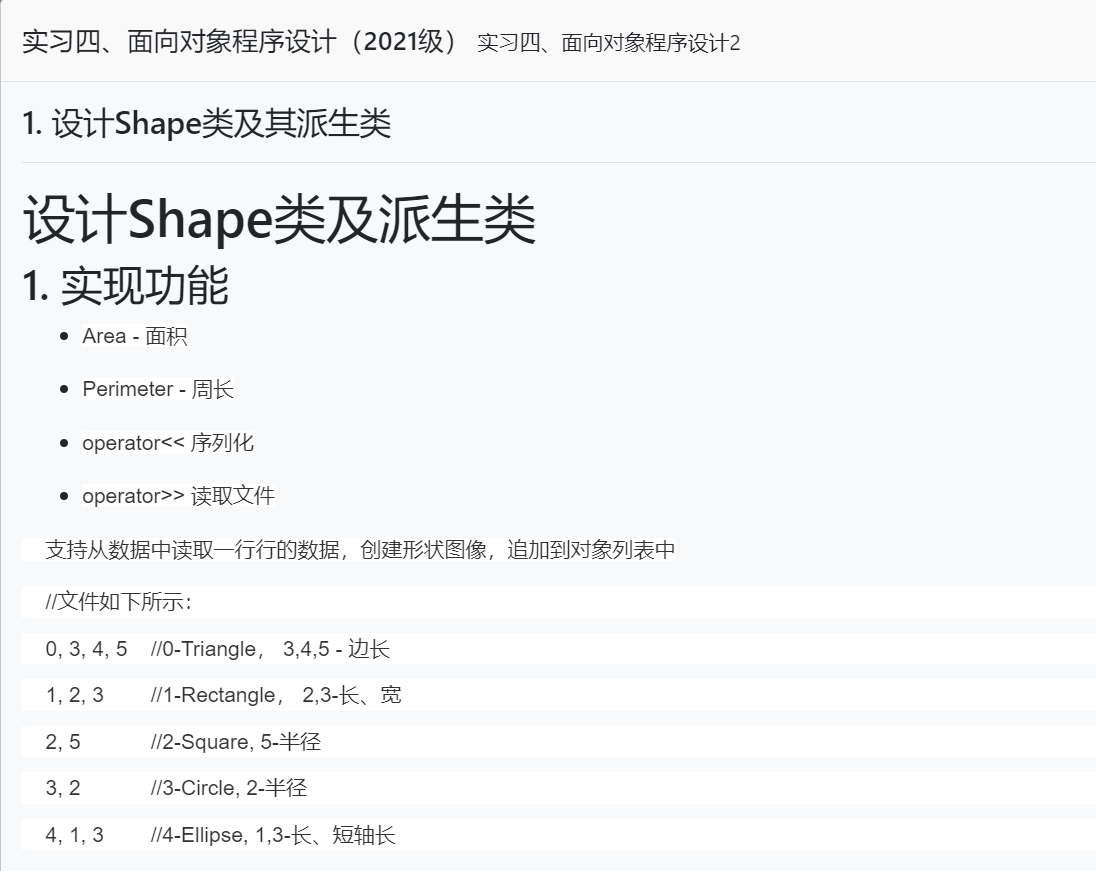 实习四、面向对象程序设计（2021级） 实习四、面向对象程序设计2
1. 设计Shape类及其派生类
设计Shape类及派生类
1. 实现功能
Area - 面积
Perimeter - 周长
operator<< 序列化
operator>> 读取文件
支持从数据中读取一行行的数据，创建形状图像，追加到对象列表中
//文件如下所示：
0, 3, 4, 5 //0-Triangle， 3,4,5 - 边长
1, 2, 3 //1-Rectangle， 2,3-长、宽
2, 5 //2-Square, 5-半径
3, 2 //3-Circle, 2-半径
4, 1, 3 //4-Ellipse, 1,3-长、短轴长